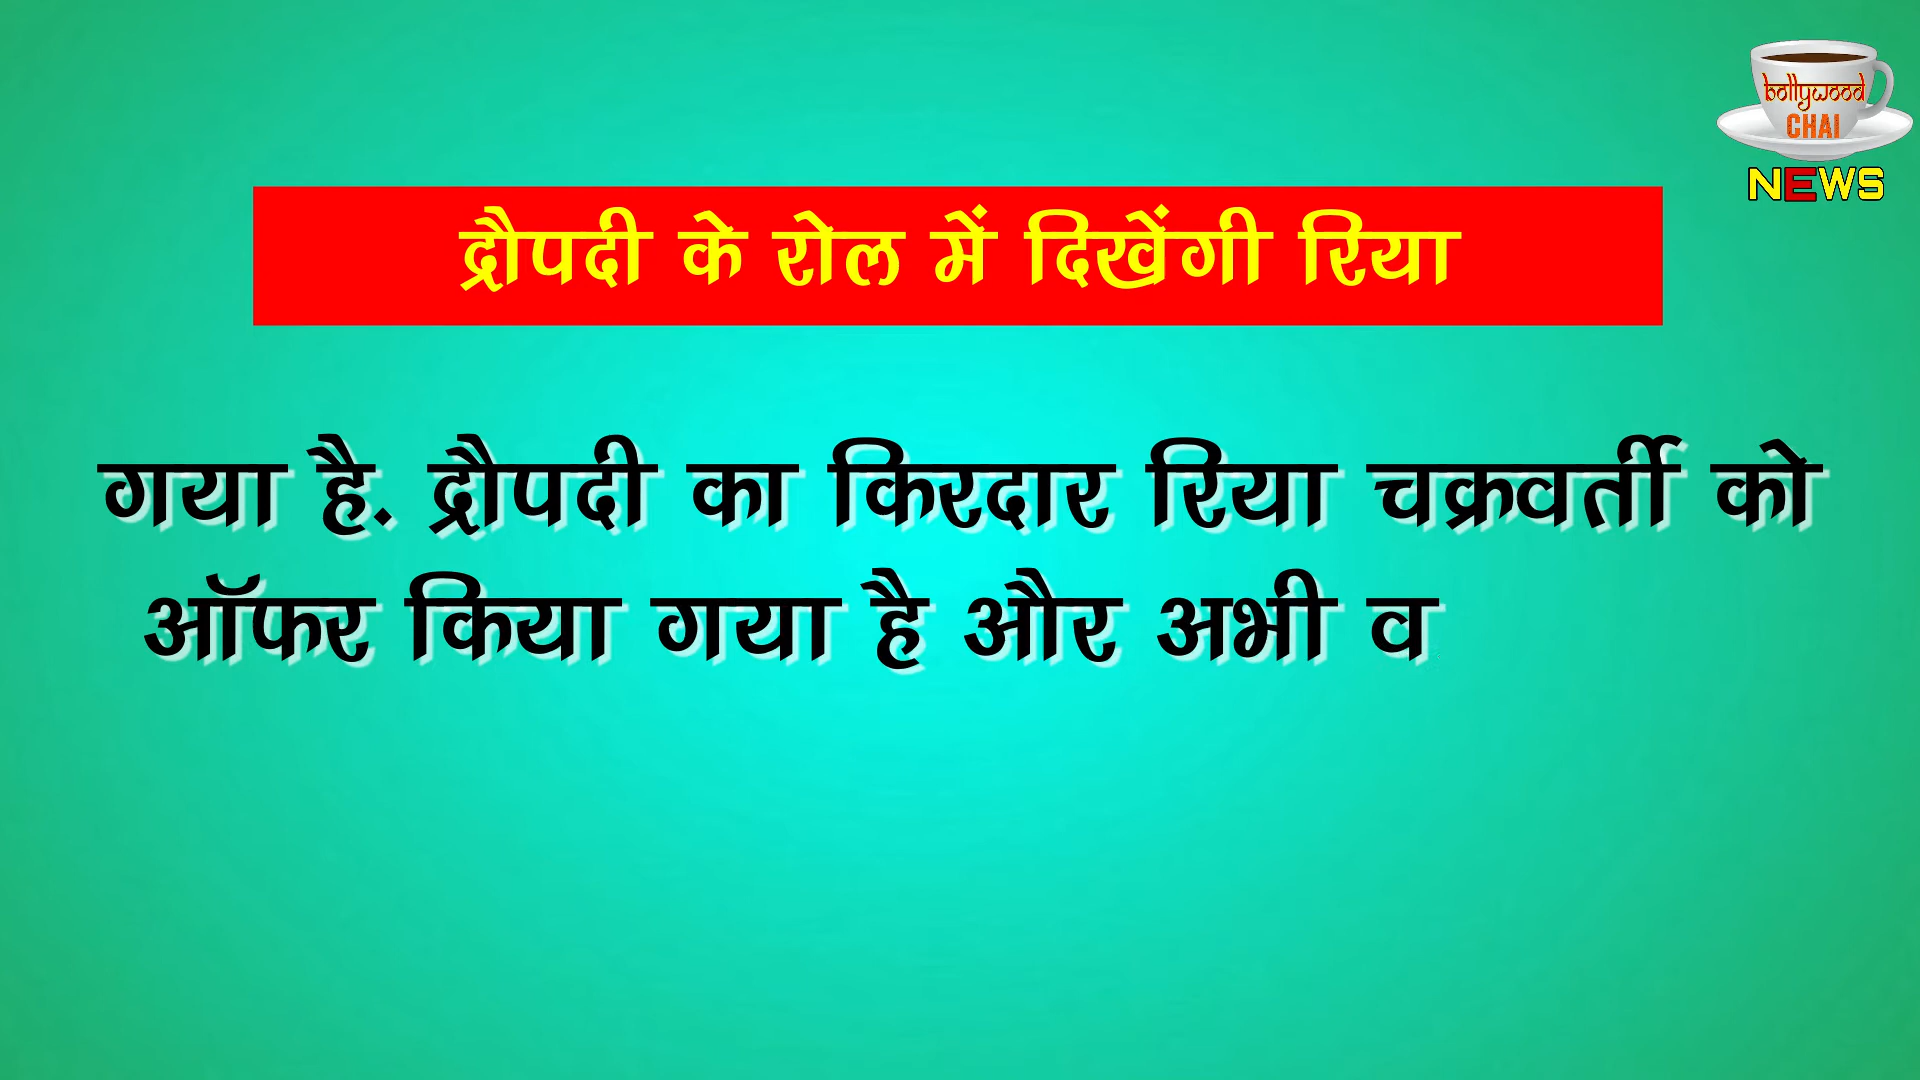 bollywood
CHAI
NEWS
द्रौपदी के रोल में दिखेंगी रिया
गया है. द्रौपदी का किरदार रिया चक्रवर्ती को
ऑफर किया गया है और अभी व